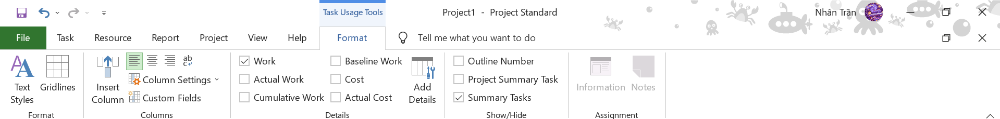 Task Usage Tools
Project1 - Project Standard
Nhân Trần
File Task Resource Report Project View Help Format Tell me what you want to do
Text Styles
Gridlines
Format
Insert Column
ab
c
Column Settings
Custom Fields
Columns
Work
Actual Work
Cumulative Work
Baseline Work
Cost
Actual Cost
Add Details
Details
Outline Number
Project Summary Task
Summary Tasks
Show/Hide
Information
Notes
Assignment